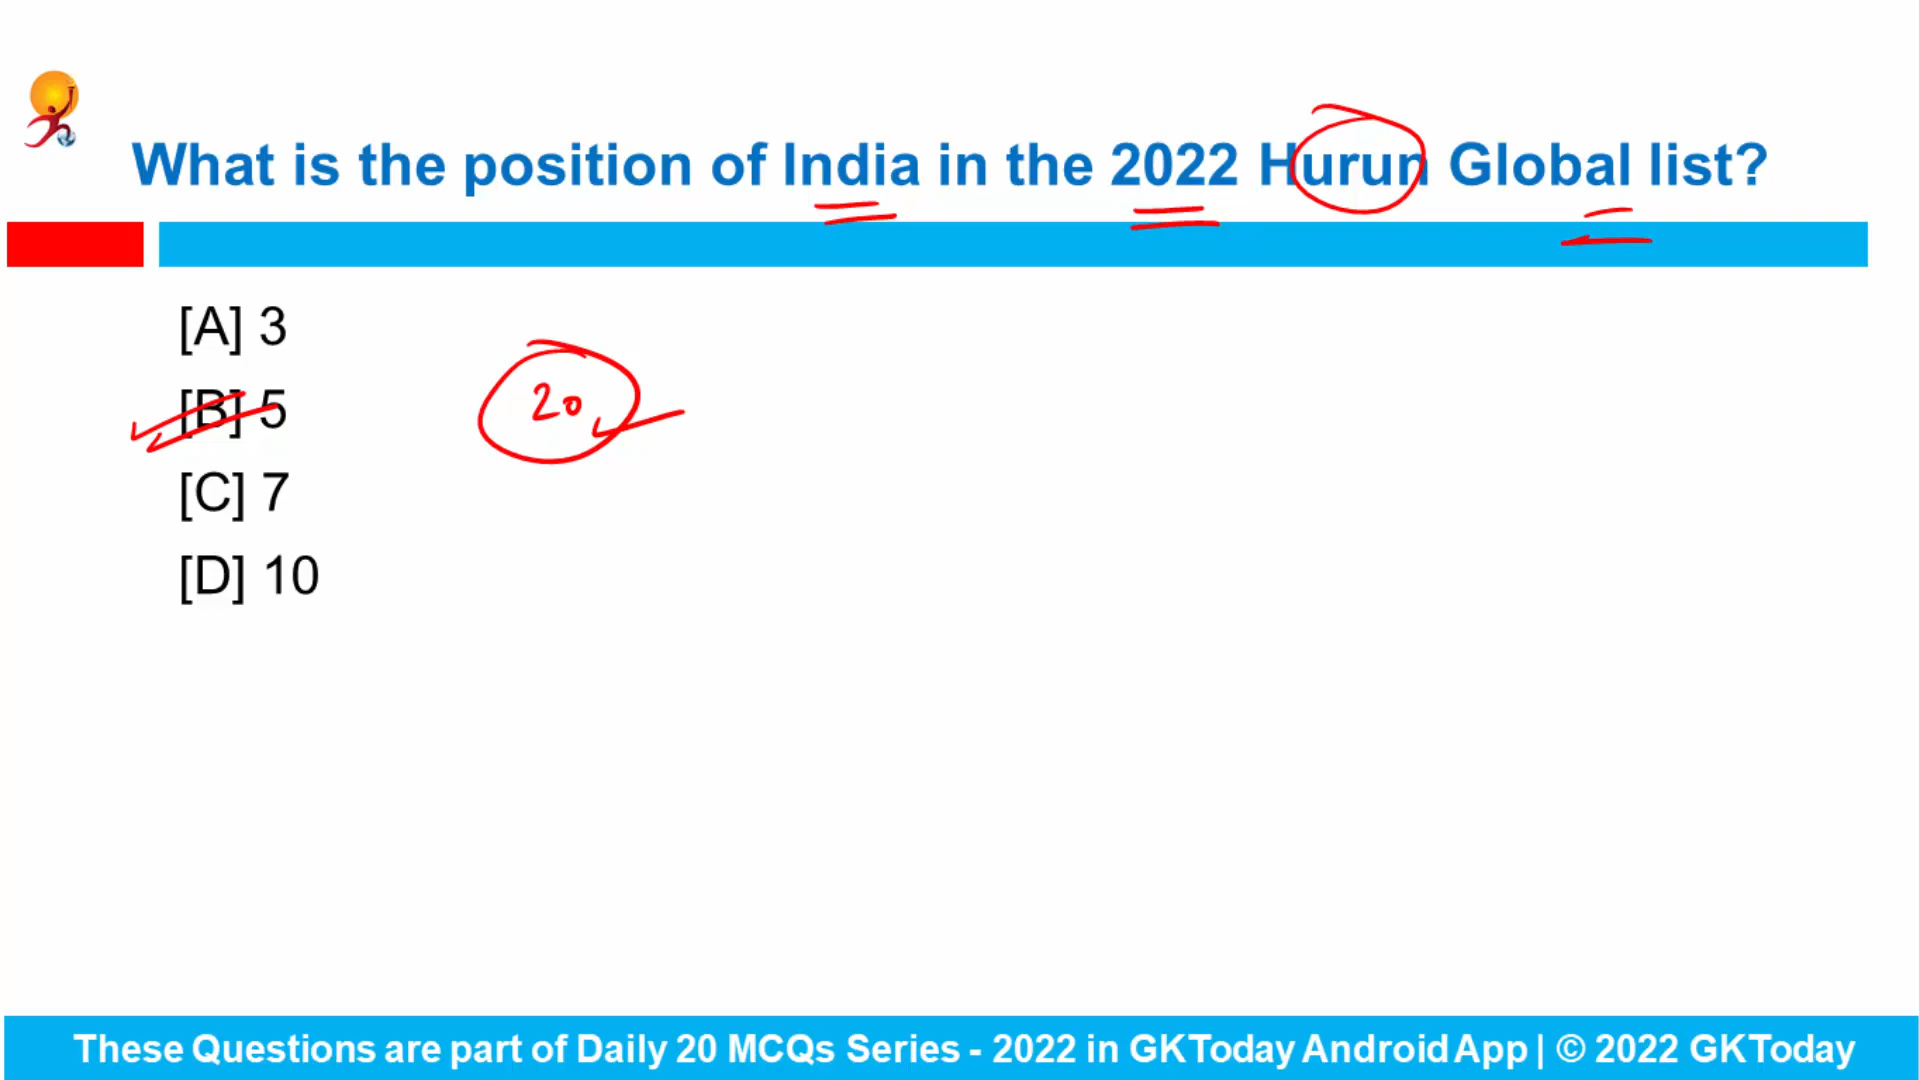 What is the position of India in the 2022 Hurun Global list?
[A] 3
[B] 5
20
[C] 7
[D] 10
These Questions are part of Daily 20 MCQs Series - 2022 in GKToday Android App | © 2022 GKToday